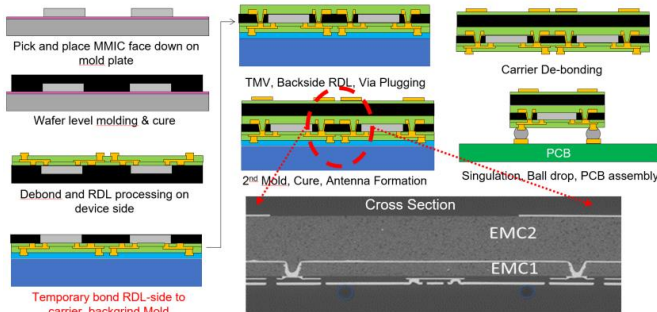 Pick and place MMIC face down on
mold plate
Wafer level molding & cure
Debond and RDL processing on
device side
Temporary bond RDL-side to
carrier, backgrind Mold
TMV, Backside RDL, Via Plugging
2nd Mold, Cure, Antenna Formation
Carrier De-bonding
PCB
Singulation, Ball drop, PCB assembly
Cross Section
EMC2
EMC1